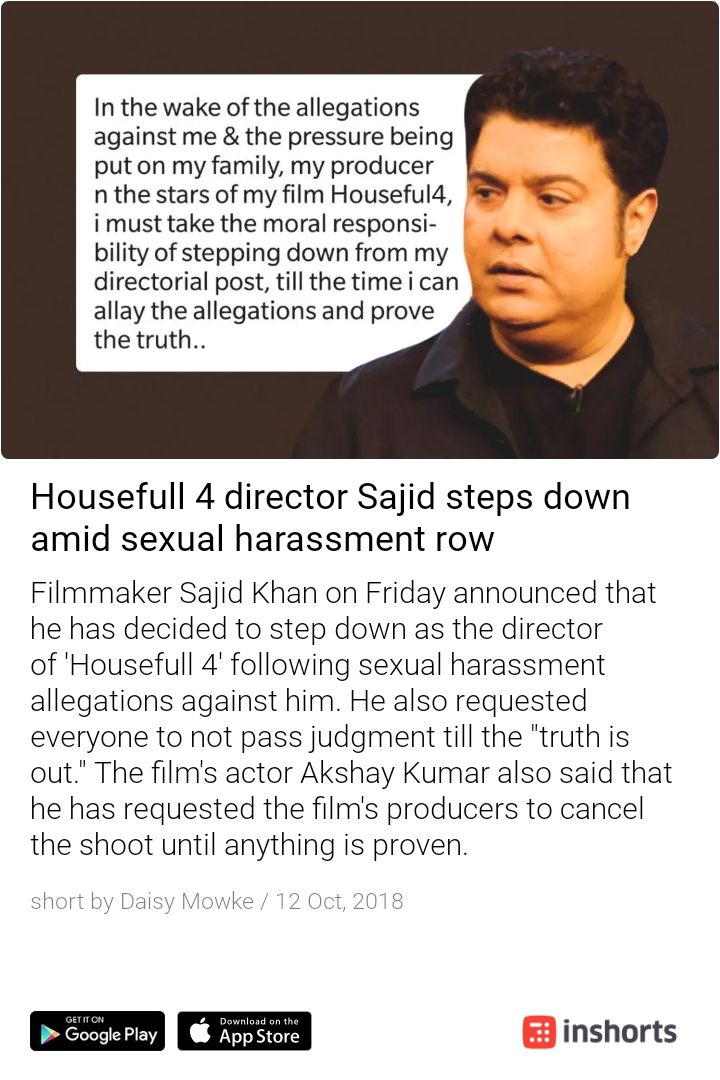 In the wake of the allegations
against me & the pressure being
put on my family, my producer
n the stars of my film Houseful4,
i must take the moral responsi-
bility of stepping down from my
directorial post, till the time i can
allay the allegations and prove
the truth..
Housefull 4 director Sajid steps down
amid sexual harassment row
Filmmaker Sajid Khan on Friday announced that
he has decided to step down as the director
of 'Housefull 4' following sexual harassment
allegations against him. He also requested
everyone to not pass judgment till the "truth is
out." The film's actor Akshay Kumar also said that
he has requested the film's producers to cancel
the shoot until anything is proven.
short by Daisy Mowke / 12 Oct, 2018
GET IT ON
Google Play
Download on the
App Store
inshorts